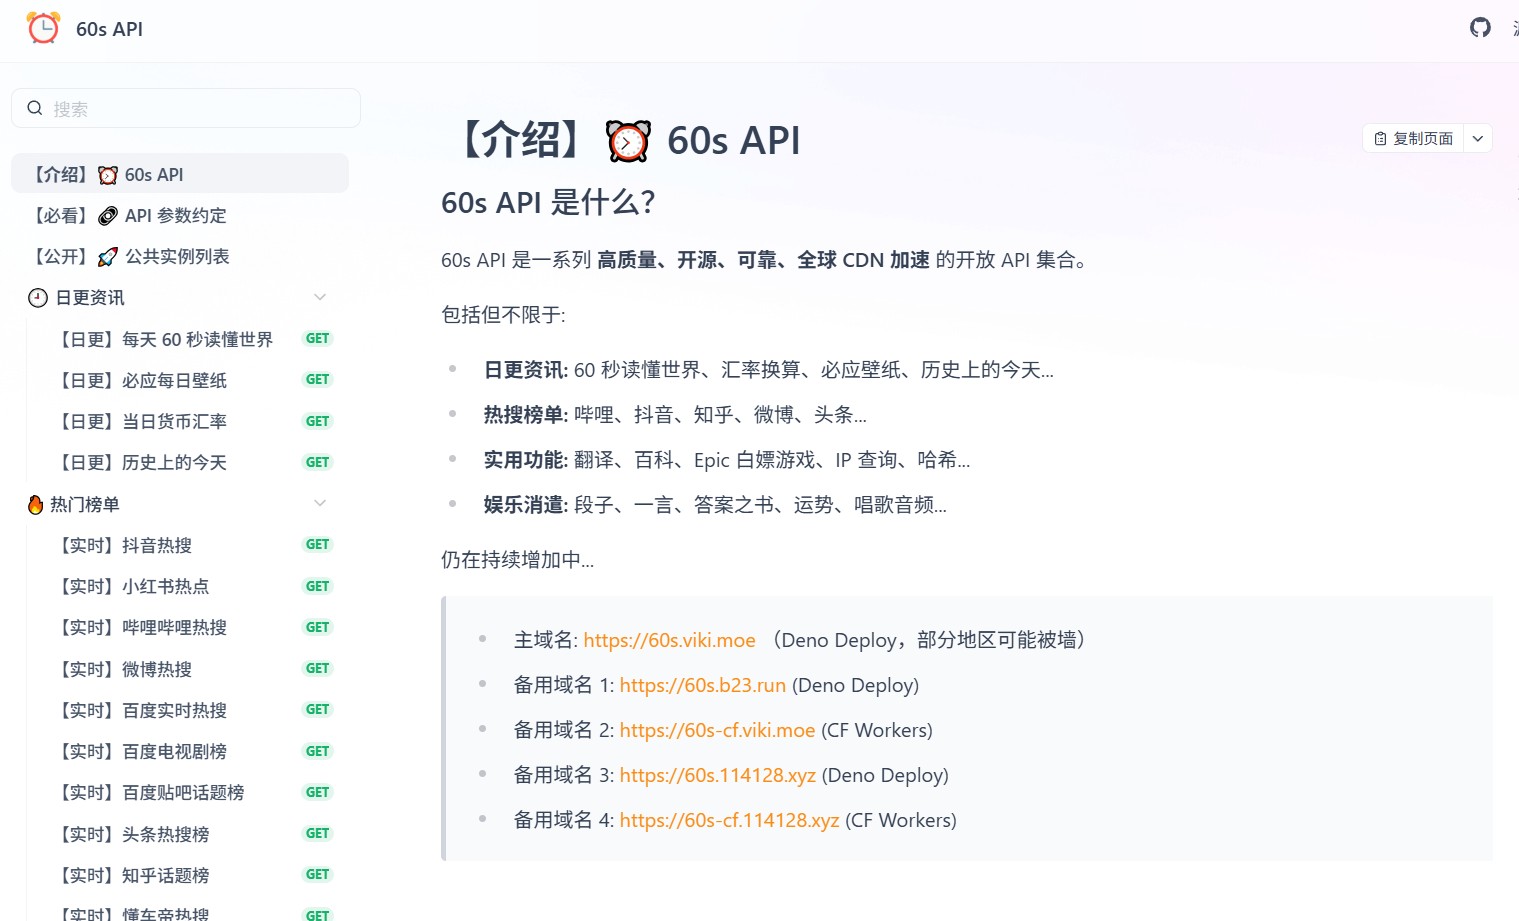 60s API
搜索
【介绍】⏰ 60s API
【必看】📎 API 参数约定
【公开】🚀 公共实例列表
🕘 日更资讯
【日更】每天 60 秒读懂世界 GET
【日更】必应每日壁纸 GET
【日更】当日货币汇率 GET
【日更】历史上的今天 GET
🔥 热门榜单
【实时】抖音热搜 GET
【实时】小红书热点 GET
【实时】哔哩哔哩热搜 GET
【实时】微博热搜 GET
【实时】百度实时热搜 GET
【实时】百度电视剧榜 GET
【实时】百度贴吧话题榜 GET
【实时】头条热搜榜 GET
【实时】知乎话题榜 GET
【实时】懂车帝热搜 GET
【介绍】⏰ 60s API
复制页面
60s API 是什么?
60s API 是一系列 高质量、开源、可靠、全球 CDN 加速 的开放 API 集合。
包括但不限于:
日更资讯: 60 秒读懂世界、汇率换算、必应壁纸、历史上的今天...
热搜榜单: 哔哩、抖音、知乎、微博、头条...
实用功能: 翻译、百科、Epic 白嫖游戏、IP 查询、哈希...
娱乐消遣: 段子、一言、答案之书、运势、唱歌音频...
仍在持续增加中...
主域名: https://60s.viki.moe （Deno Deploy，部分地区可能被墙）
备用域名 1: https://60s.b23.run (Deno Deploy)
备用域名 2: https://60s-cf.viki.moe (CF Workers)
备用域名 3: https://60s.114128.xyz (Deno Deploy)
备用域名 4: https://60s-cf.114128.xyz (CF Workers)